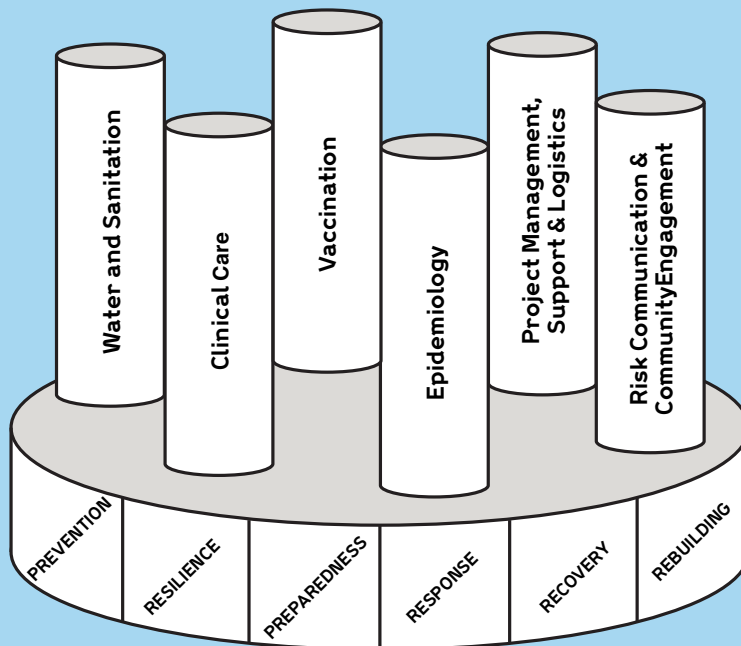 Water and Sanitation
Clinical Care
Vaccination
Epidemiology
Project Management,
Support & Logistics
Risk Communication &
CommunityEngagement
PREVENTION
RESILIENCE
PREPAREDNESS
RESPONSE
RECOVERY
REBUILDING